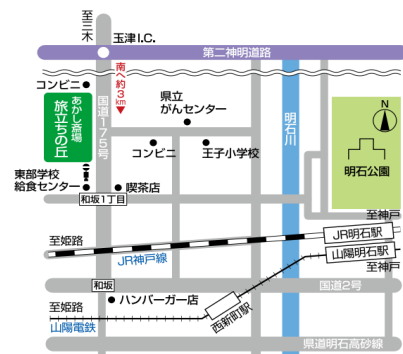 至三木
玉津I.C.
第二神明道路
コンビニ
南へ約3km
国道175号
あかし斎場
旅立ちの丘
県立
がんセンター
コンビニ
王子小学校
明石川
N
明石公園
東部学校
給食センター
喫茶店
和坂1丁目
至神戸
至姫路
JR神戸線
JR明石駅
山陽明石駅
至神戸
和坂
国道2号
至姫路
ハンバーガー店
西新町駅
山陽電鉄
県道明石高砂線